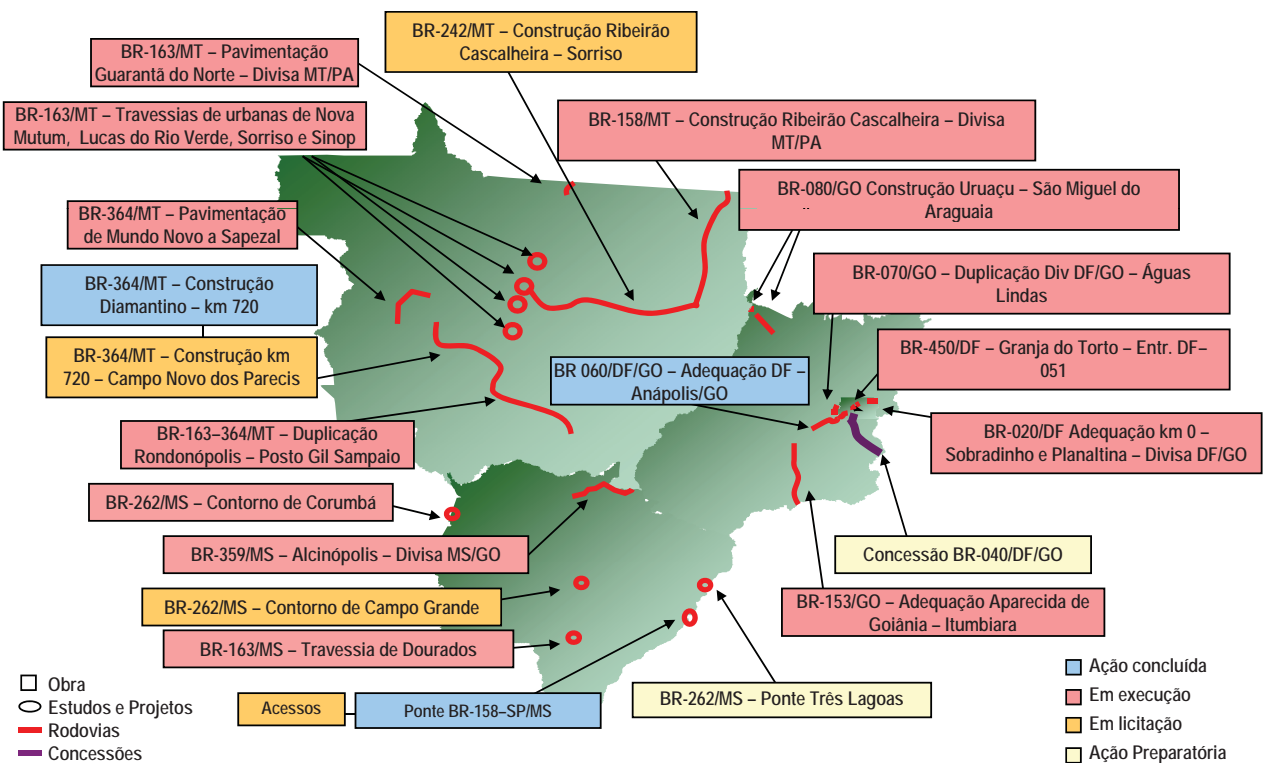 BR-242/MT – Construção Ribeirão
Cascalheira – Sorriso
BR-163/MT – Pavimentação
Guarantã do Norte – Divisa MT/PA
BR-163/MT – Travessias de urbanas de Nova
Mutum, Lucas do Rio Verde, Sorriso e Sinop
BR-158/MT – Construção Ribeirão Cascalheira – Divisa
MT/PA
BR-080/GO Construção Uruaçu – São Miguel do
Araguaia
BR-364/MT – Pavimentação
de Mundo Novo a Sapezal
BR-364/MT – Construção
Diamantino – km 720
BR-070/GO – Duplicação Div DF/GO – Águas
Lindas
BR-364/MT – Construção km
720 – Campo Novo dos Parecis
BR-450/DF – Granja do Torto – Entr. DF–
051
BR 060/DF/GO – Adequação DF –
Anápolis/GO
BR-163–364/MT – Duplicação
Rondonópolis – Posto Gil Sampaio
BR-020/DF Adequação km 0 –
Sobradinho e Planaltina – Divisa DF/GO
BR-262/MS – Contorno de Corumbá
BR-359/MS – Alcinópolis – Divisa MS/GO
Concessão BR-040/DF/GO
BR-262/MS – Contorno de Campo Grande
BR-153/GO – Adequação Aparecida de
Goiânia – Itumbiara
BR-163/MS – Travessia de Dourados
BR-262/MS – Ponte Três Lagoas
Acessos
Ponte BR-158–SP/MS
Obra
Estudos e Projetos
Rodovias
Concessões
Ação concluída
Em execução
Em licitação
Ação Preparatória